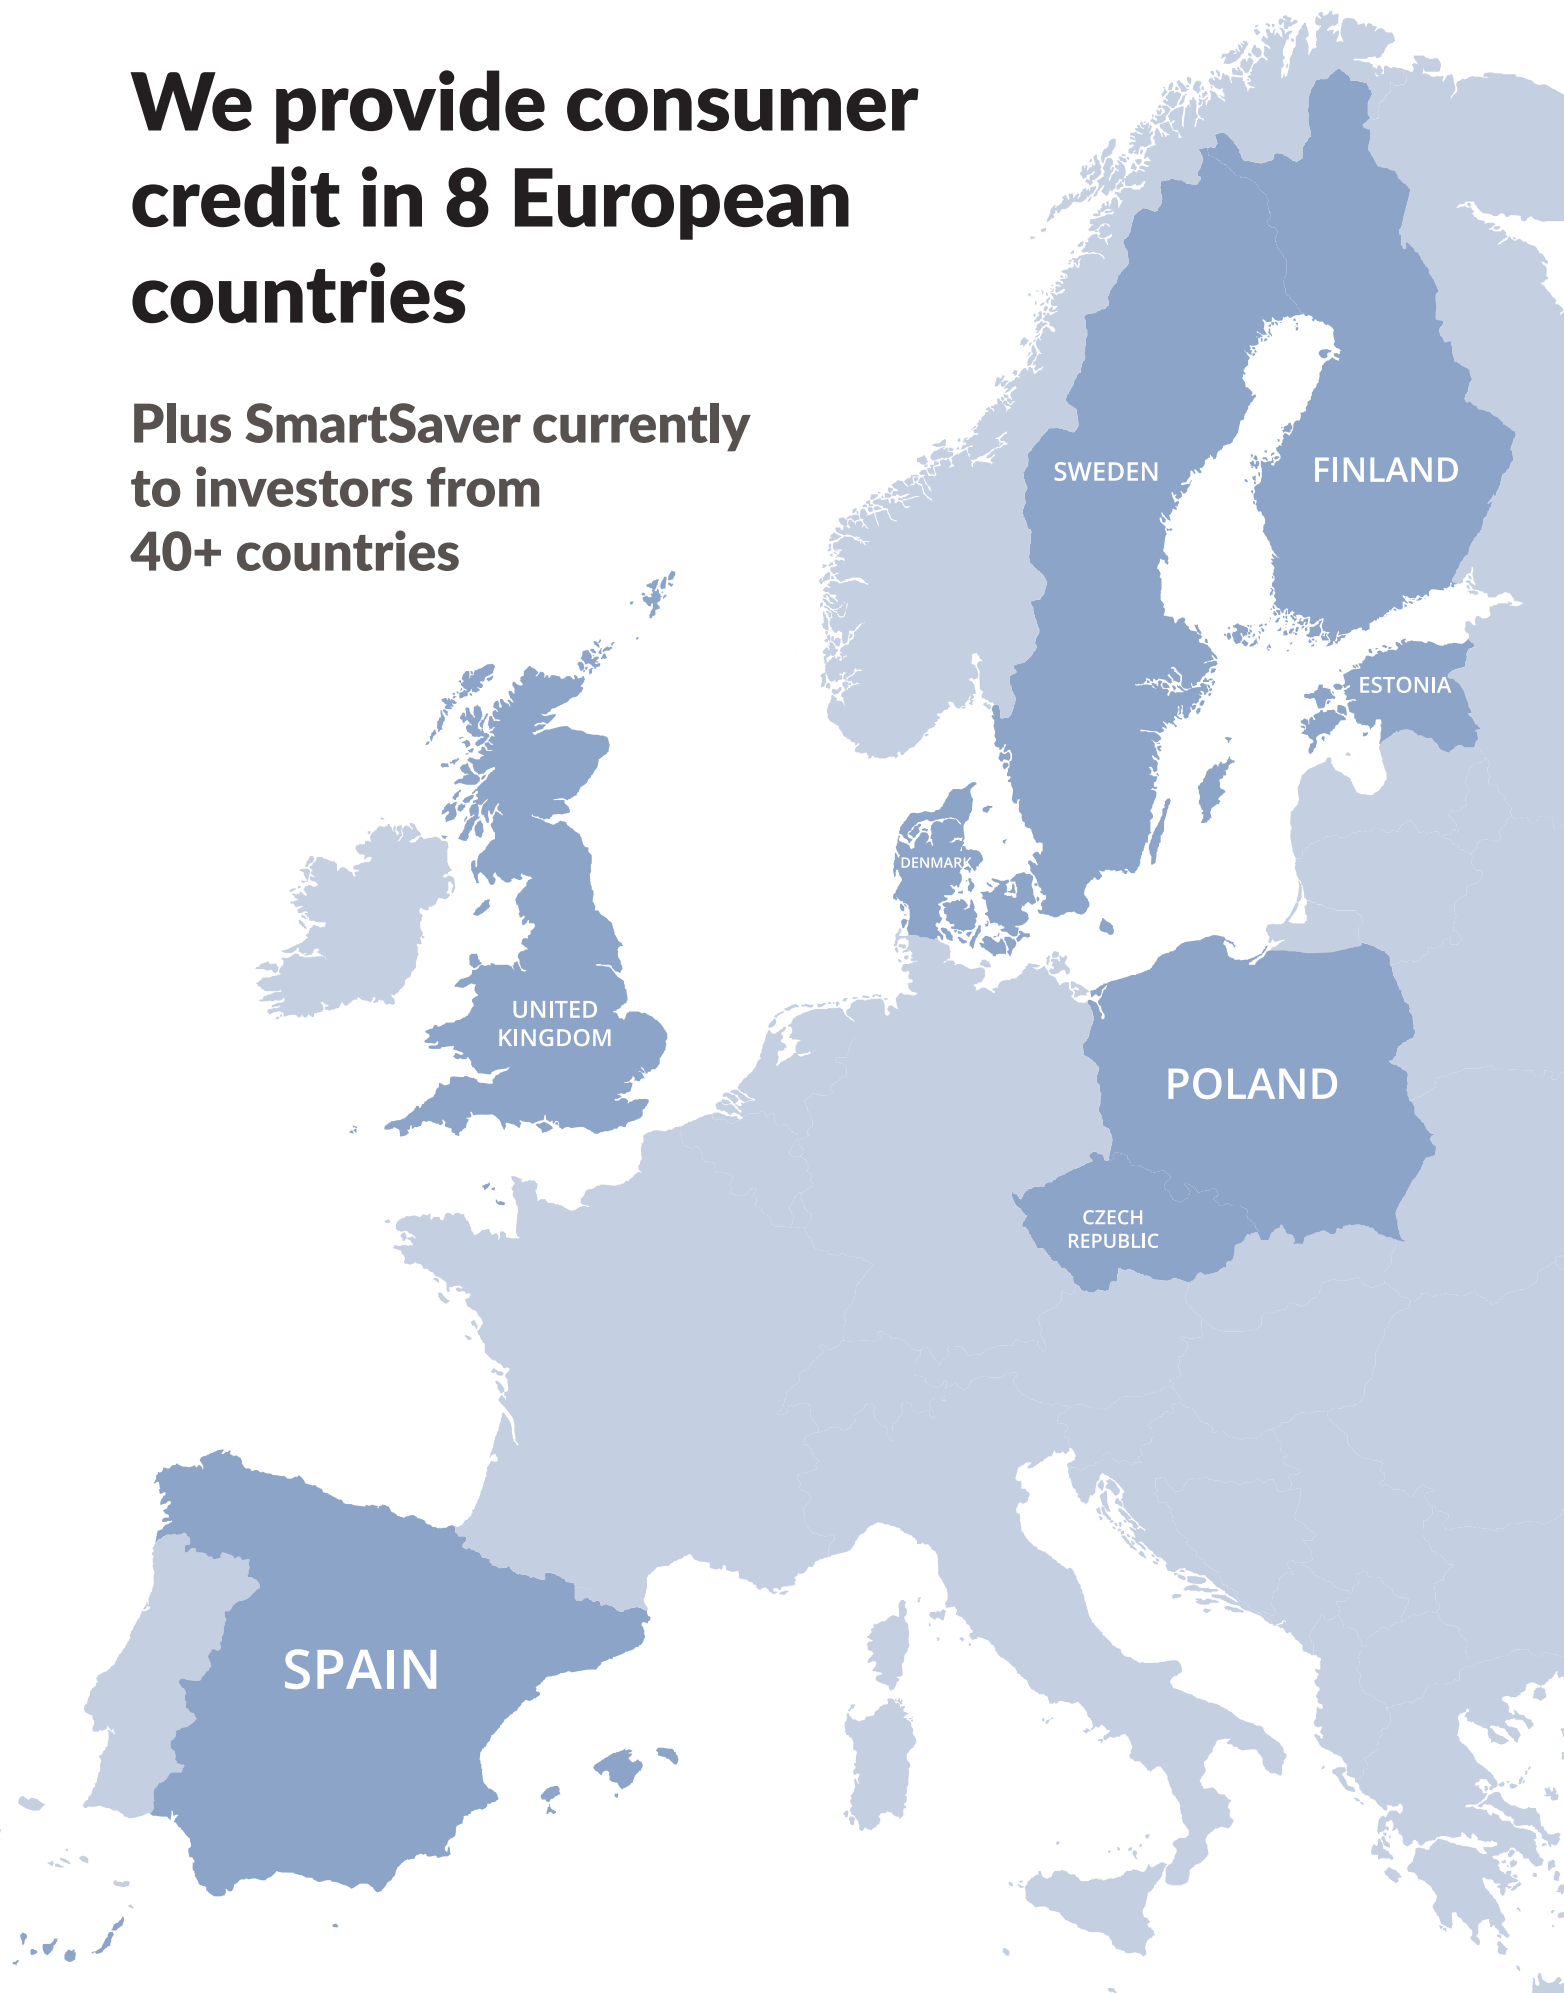 We provide consumer
credit in 8 European
countries
Plus SmartSaver currently
to investors from
40+ countries
SWEDEN
FINLAND
ESTONIA
DENMARK
UNITED
KINGDOM
POLAND
CZECH
REPUBLIC
SPAIN